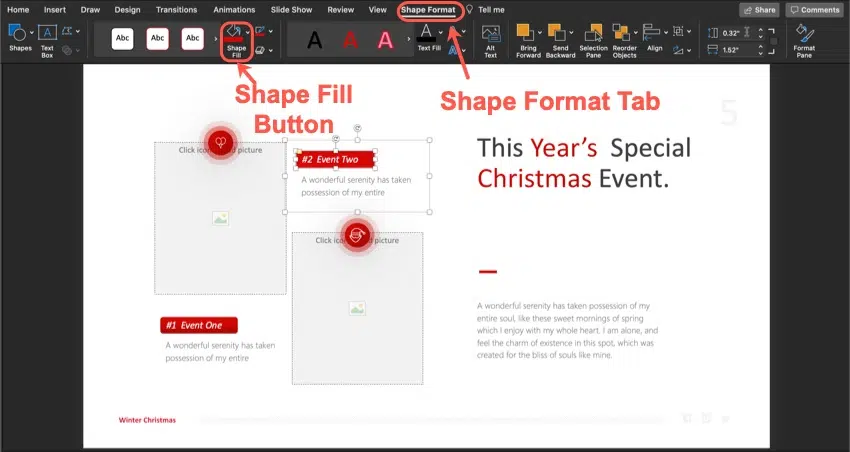 Home Insert Draw Design Transitions Animations Slide Show Review View Shape Format Tell me Share Comments
Abc Abc Abc A A A A
Shapes Text Box Shape Fill Text Fill Alt Text Bring Forward Send Backward Selection Pane Reorder Objects Align 0.32" 1.52" Format Pane
Shape Fill
Button
Shape Format Tab
5
Click icon picture
#2 Event Two
A wonderful serenity has taken
possession of my entire
This Year's Special
Christmas Event.
Click icon picture
#1 Event One
A wonderful serenity has taken
possession of my entire
A wonderful serenity has taken possession of my
entire soul, like these sweet mornings of spring
which I enjoy with my whole heart. I am alone, and
feel the charm of existence in this spot, which was
created for the bliss of souls like mine.
Winter Christmas